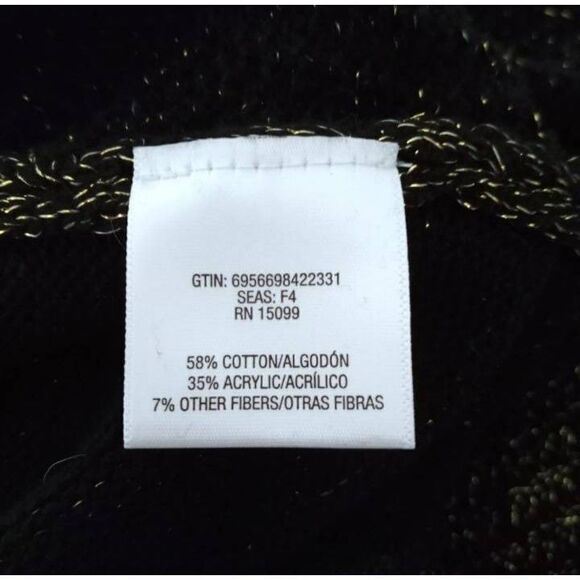 GTIN: 6956698422331
SEAS: F4
RN 15099
58% COTTON/ALGODÓN
35% ACRYLIC/ACRÍLICO
7% OTHER FIBERS/OTRAS FIBRAS